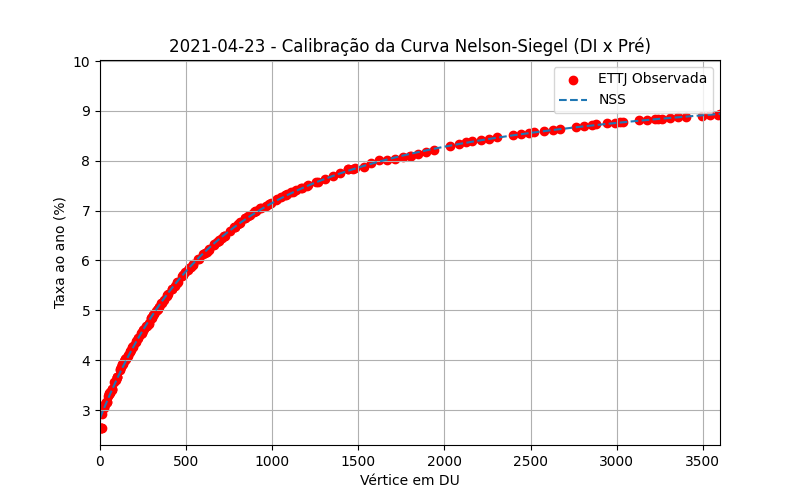 2021-04-23 - Calibração da Curva Nelson-Siegel (DI x Pré)
ETTJ Observada
NSS
Taxa ao ano (%)
10
9
8
7
6
5
4
3
0 500 1000 1500 2000 2500 3000 3500
Vértice em DU